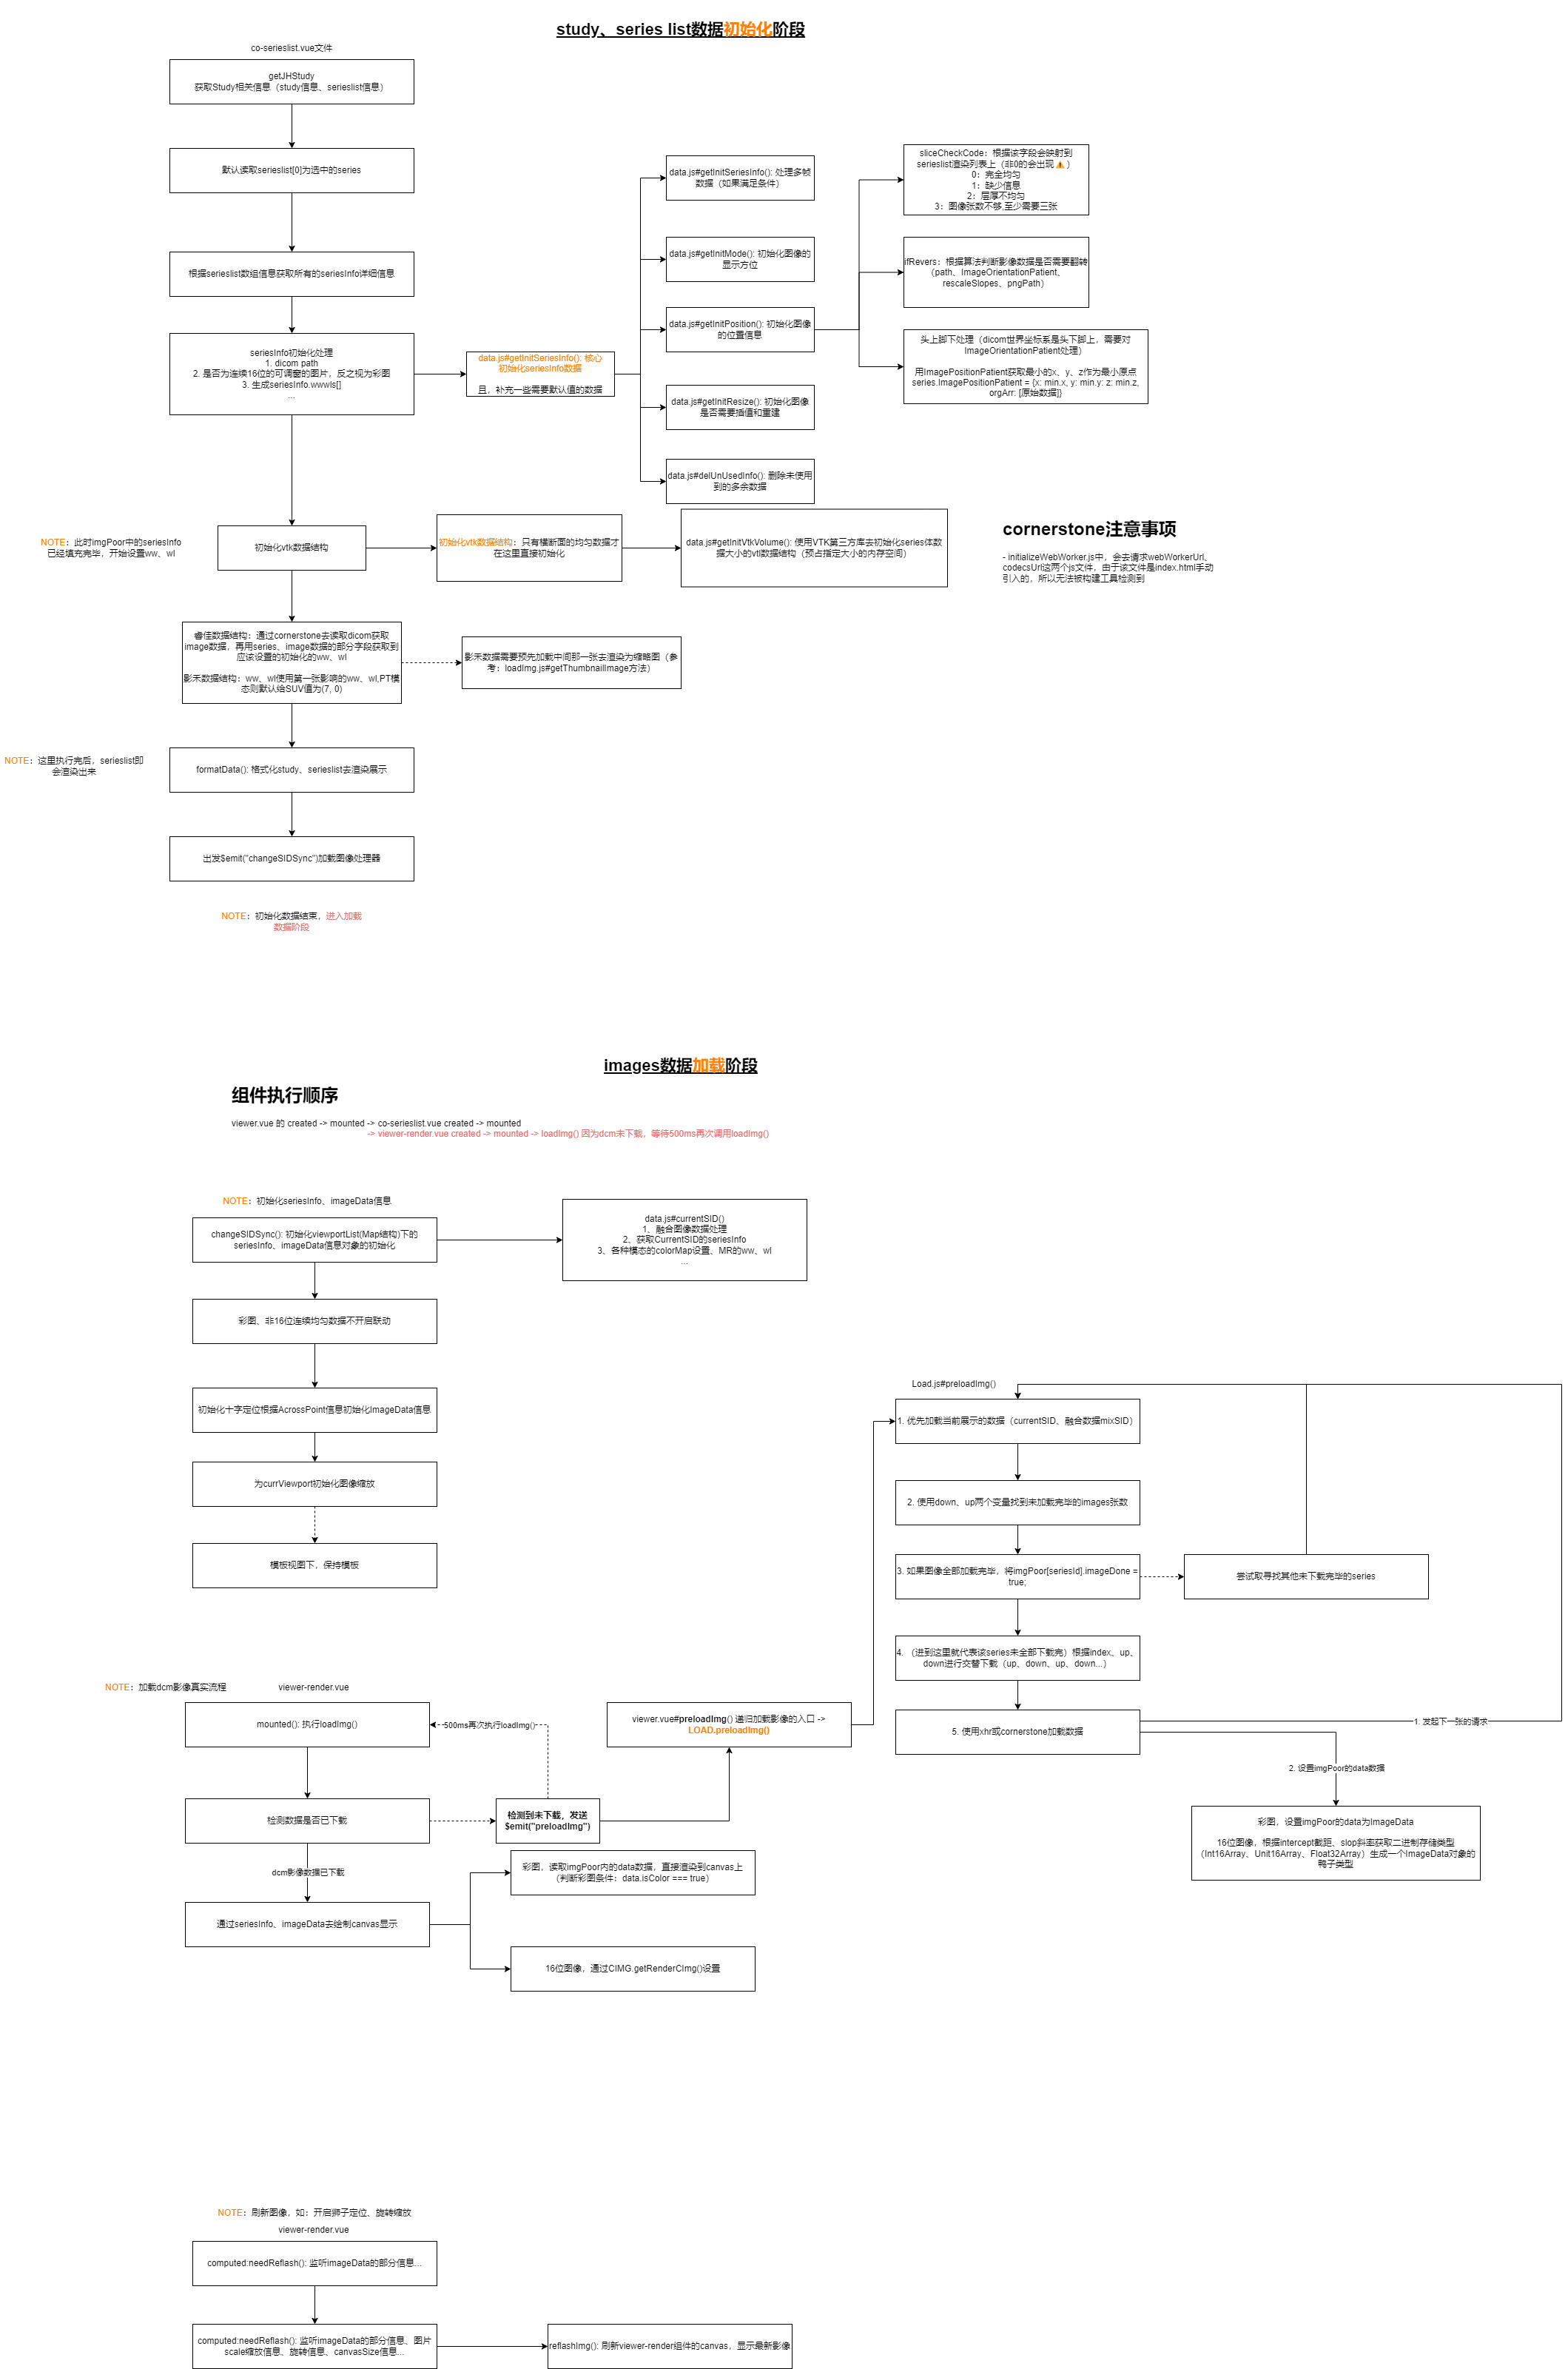 study、series list数据初始化阶段
co-serieslist.vue文件
getJHStudy
获取Study相关信息（study信息、serieslist信息）
默认读取serieslist[0]为选中的series
根据serieslist数组信息获取所有的seriesInfo详细信息
seriesInfo初始化处理
1. dicom path
2. 是否为连续16位的可调窗的图片，反之视为彩图
3. 生成seriesInfo.wwwls[]
...
data.js#getInitSeriesInfo(): 核心
初始化seriesInfo数据
且，补充一些需要默认值的数据
data.js#getInitSeriesInfo(): 处理多帧
数据（如果满足条件）
data.js#getInitMode(): 初始化图像的
显示方位
data.js#getInitPosition(): 初始化图像
的位置信息
data.js#getInitResize(): 初始化图像
是否需要插值和重建
data.js#delUnUsedInfo(): 删除未使用
到的多余数据
sliceCheckCode：根据该字段会映射到
serieslist渲染列表上（非0的会出现⚠️）
0：完全均匀
1：缺少信息
2：层厚不均匀
3：图像张数不够,至少需要三张
ifRevers：根据算法判断影像数据是否需要翻转
（path、ImageOrientationPatient、
rescaleSlopes、pngPath）
头上脚下处理（dicom世界坐标系是头下脚上，需要对
ImageOrientationPatient处理）
用ImagePositionPatient获取最小的x、y、z作为最小原点
series.ImagePositionPatient = {x: min.x, y: min.y: z: min.z,
orgArr: [原始数据]}
NOTE：此时imgPoor中的seriesInfo
已经填充完毕，开始设置ww、wl
初始化vtk数据结构
初始化vtk数据结构：只有横断面的均匀数据才
在这里直接初始化
data.js#getInitVtkVolume(): 使用VTK第三方库去初始化series体数
据大小的vtl数据结构（预占指定大小的内存空间）
cornerstone注意事项
- initializeWebWorker.js中，会去请求webWorkerUrl、
codecsUrl这两个js文件，由于该文件是index.html手动
引入的，所以无法被构建工具检测到
睿佳数据结构：通过cornerstone去读取dicom获取
image数据，再用series、image数据的部分字段获取到
应该设置的初始化的ww、wl
影禾数据结构：ww、wl使用第一张影响的ww、wl,PT模
态则默认给SUV值为(7, 0)
影禾数据需要预先加载中间那一张去渲染为缩略图（参
考：loadImg.js#getThumbnailImage方法）
NOTE：这里执行完后，serieslist即
会渲染出来
formatData(): 格式化study、serieslist去渲染展示
出发$emit("changeSIDSync")加载图像处理器
NOTE：初始化数据结束，进入加载
数据阶段
images数据加载阶段
组件执行顺序
viewer.vue 的 created -> mounted -> co-serieslist.vue created -> mounted
-> viewer-render.vue created -> mounted -> loadImg() 因为dcm未下载，等待500ms再次调用loadImg()
NOTE：初始化seriesInfo、imageData信息
changeSIDSync(): 初始化viewportList(Map结构)下的
seriesInfo、imageData信息对象的初始化
data.js#currentSID()
1、融合图像数据处理
2、获取CurrentSID的seriesInfo
3、各种模态的colorMap设置、MR的ww、wl
...
彩图、非16位连续均匀数据不开启联动
初始化十字定位根据AcrossPoint信息初始化ImageData信息
为currViewport初始化图像缩放
模板视图下，保持模板
Load.js#preloadImg()
1. 优先加载当前展示的数据（currentSID、融合数据mixSID）
2. 使用down、up两个变量找到未加载完毕的images张数
3. 如果图像全部加载完毕，将imgPoor[seriesId].imageDone =
true;
尝试取寻找其他未下载完毕的series
4. （进到这里就代表该series未全部下载完）根据index、up、
down进行交替下载（up、down、up、down...）
5. 使用xhr或cornerstone加载数据
1. 发起下一张的请求
2. 设置imgPoor的data数据
彩图，设置imgPoor的data为ImageData
16位图像，根据intercept截距、slop斜率获取二进制存储类型
（Int16Array、Unit16Array、Float32Array）生成一个ImageData对象的
鸭子类型
NOTE：加载dcm影像真实流程
viewer-render.vue
mounted(): 执行loadImg()
500ms再次执行loadImg()
viewer.vue#preloadImg() 递归加载影像的入口 ->
LOAD.preloadImg()
检测数据是否已下载
检测到未下载，发送
$emit("preloadImg")
dcm影像数据已下载
彩图，读取imgPoor内的data数据，直接渲染到canvas上
（判断彩图条件：data.isColor === true）
通过seriesInfo、imageData去绘制canvas显示
16位图像，通过CIMG.getRenderCImg()设置
NOTE：刷新图像，如：开启狮子定位、旋转缩放
viewer-render.vue
computed:needReflash(): 监听imageData的部分信息...
computed:needReflash(): 监听imageData的部分信息、图片
scale缩放信息、旋转信息、canvasSize信息...
reflashImg(): 刷新viewer-render组件的canvas，显示最新影像